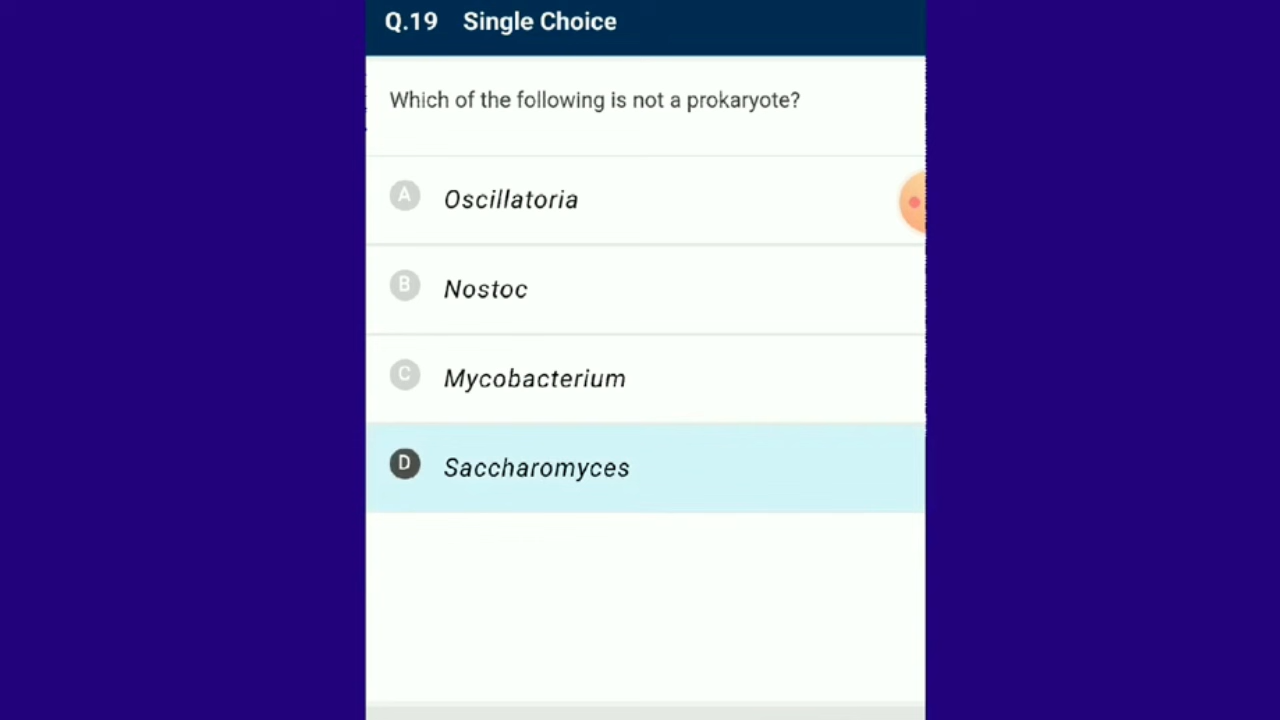 Q.19 Single Choice
Which of the following is not a prokaryote?
A Oscillatoria
B Nostoc
C Mycobacterium
D Saccharomyces